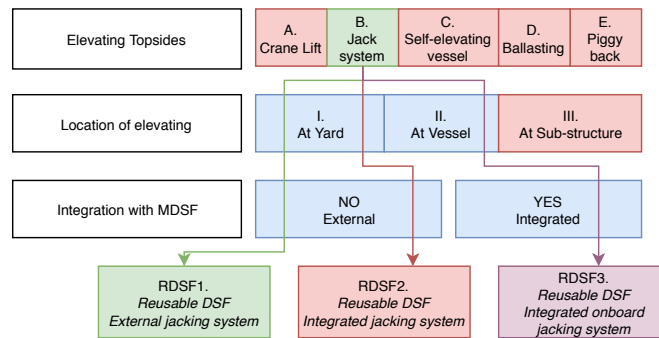 Elevating Topsides
A.
Crane Lift
B.
Jack
system
C.
Self-elevating
vessel
D.
Ballasting
E.
Piggy
back
Location of elevating
I.
At Yard
II.
At Vessel
III.
At Sub-structure
Integration with MDSF
NO
External
YES
Integrated
RDSF1.
Reusable DSF
External jacking system
RDSF2.
Reusable DSF
Integrated jacking system
RDSF3.
Reusable DSF
Integrated onboard
jacking system